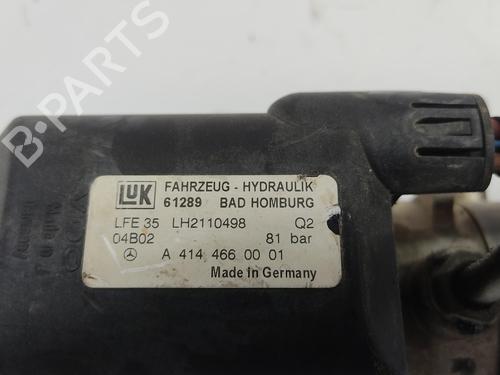 B-PARTS
LUK FAHRZEUG - HYDRAULIK
61289 BAD HOMBURG
LFE 35 LH2110498 Q2
04B02 81 bar
A 414 466 00 01
Made in Germany